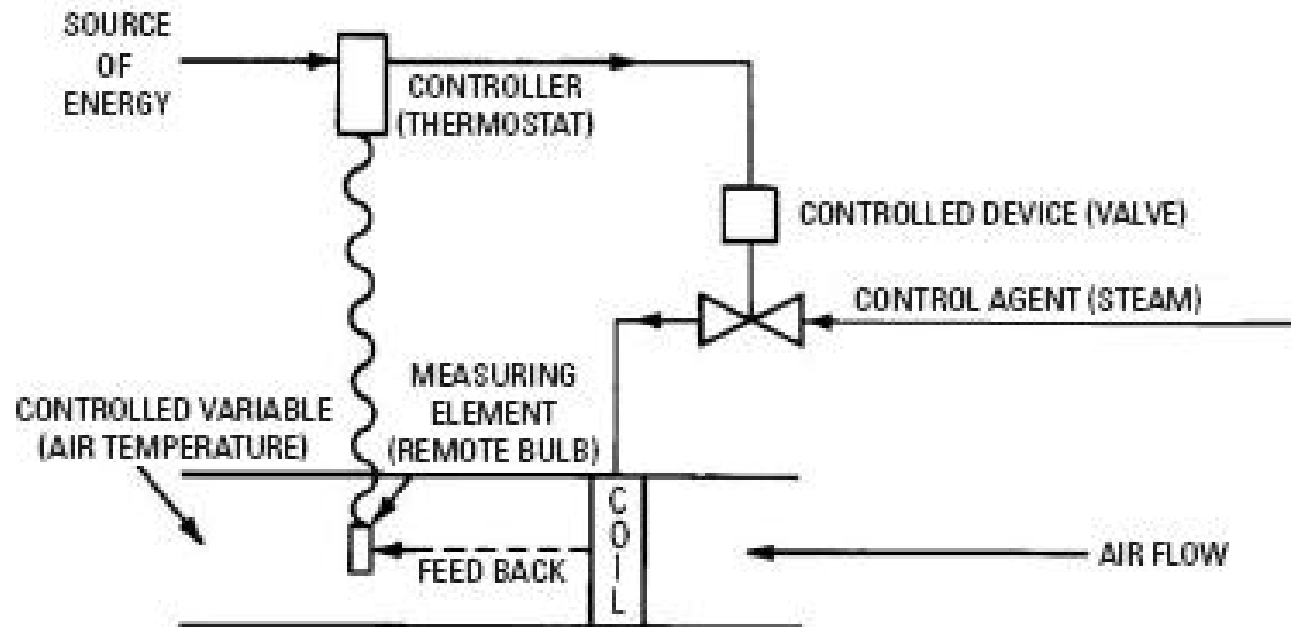 SOURCE
OF
ENERGY
CONTROLLER
(THERMOSTAT)
CONTROLLED DEVICE (VALVE)
CONTROL AGENT (STEAM)
MEASURING
ELEMENT
(REMOTE BULB)
CONTROLLED VARIABLE
(AIR TEMPERATURE)
COIL
FEED BACK
AIR FLOW